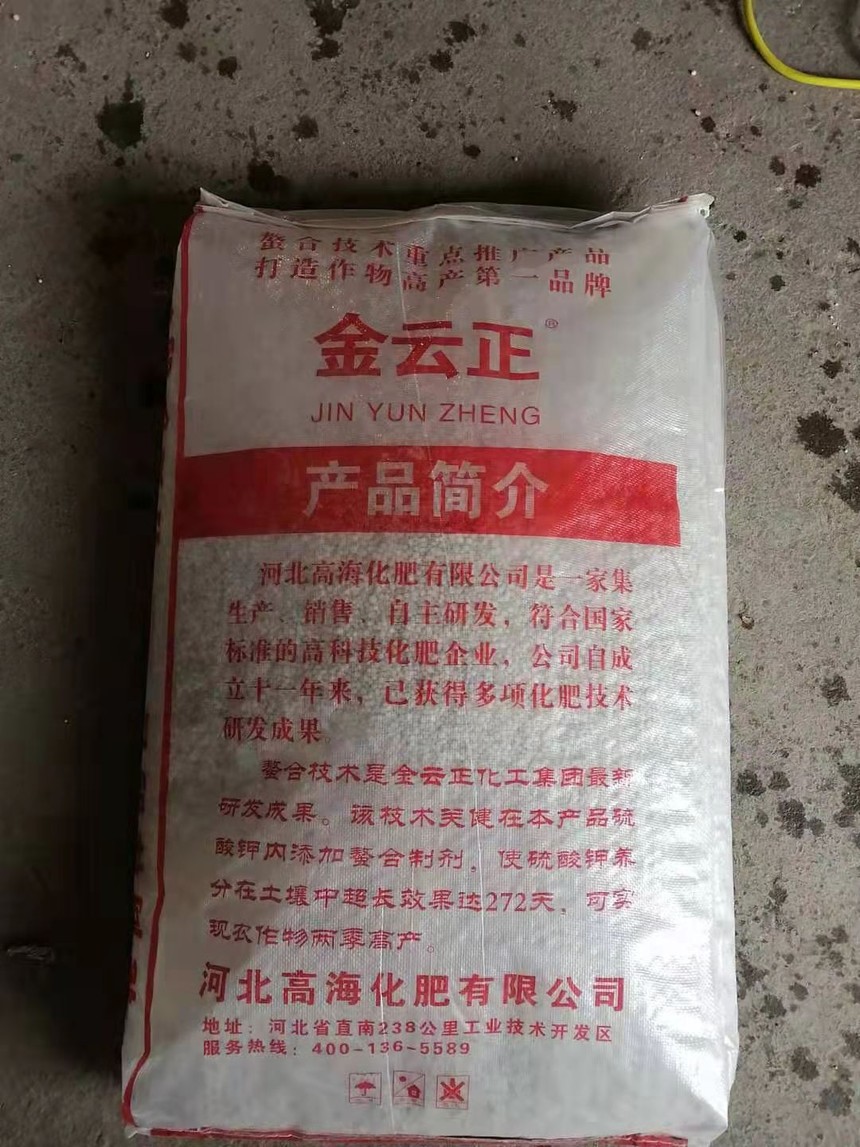 螯合技术重点推广产品
打造作物高产第一品牌
金云正®
JIN YUN ZHENG
产品简介
河北高海化肥有限公司是一家集
生产、销售、自主研发，符合国家
标准的高科技化肥企业，公司自成
立十一年来，已获得多项化肥技术
研发成果
螯合技术是金云正化工集团最新
研发成果。该技术关健在本产品硫
酸钾内添加螯合制剂，使硫酸钾养
分在土壤中超长效果达272天，可实
现农作物两季高产。
河北高海化肥有限公司
地址：河北省直南238公里工业技术开发区
服务热线：400-136-5589